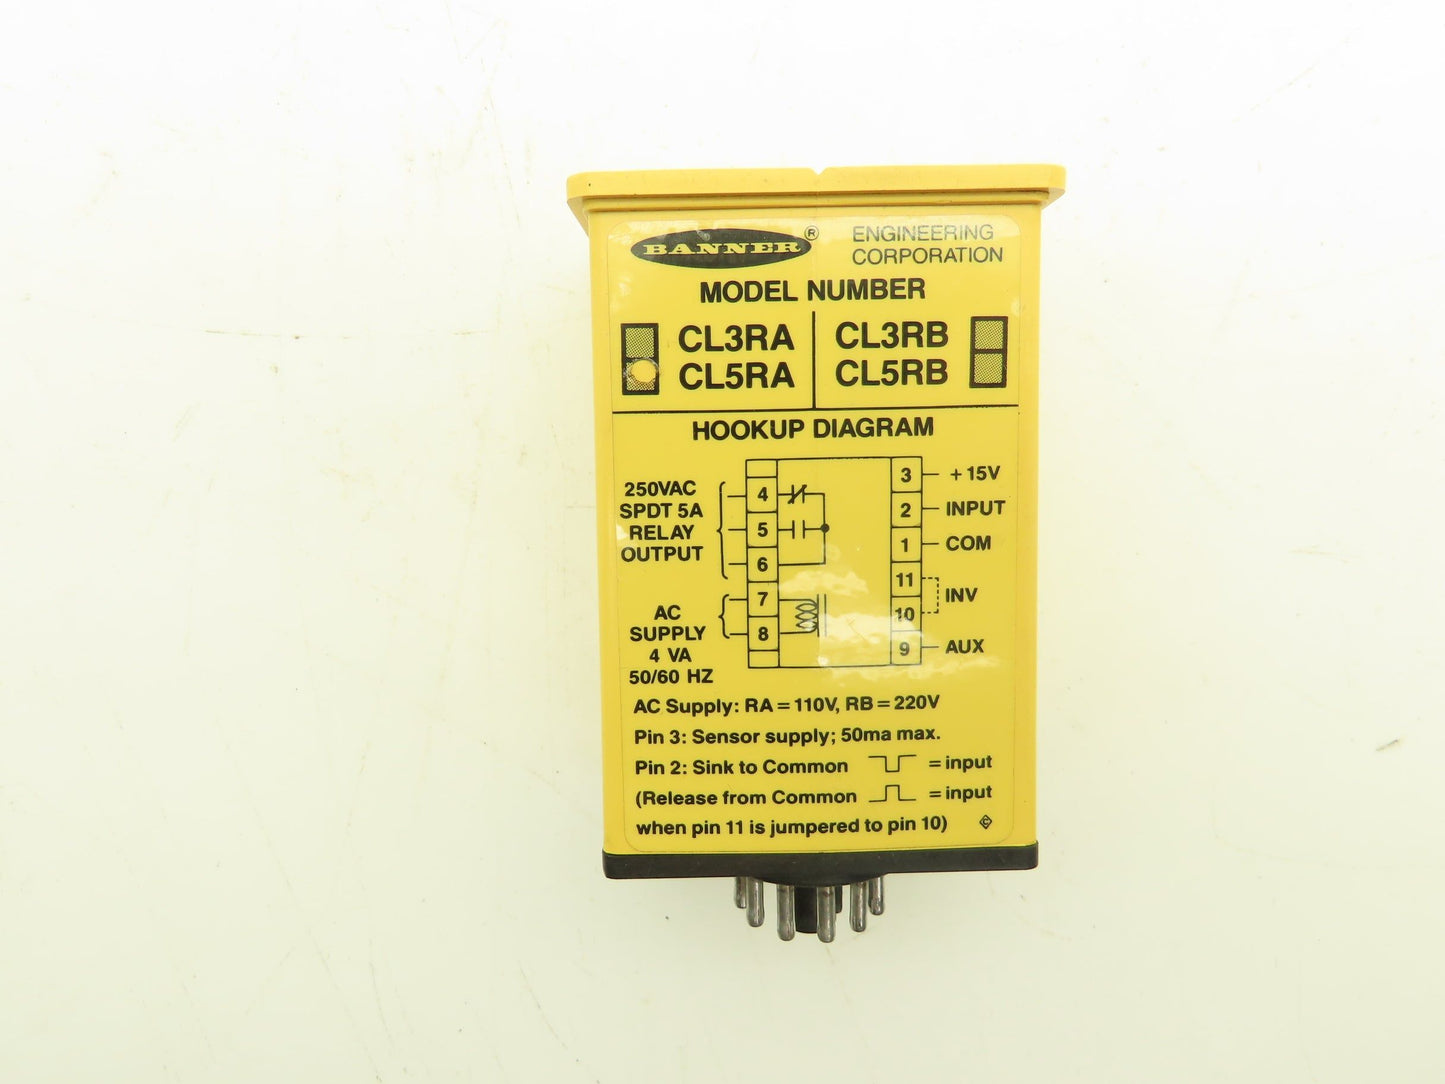 BANNER ®
ENGINEERING
CORPORATION
MODEL NUMBER
CL3RA
CL5RA
CL3RB
CL5RB
HOOKUP DIAGRAM
250VAC
SPDT 5A
RELAY
OUTPUT
4
5
6
AC
SUPPLY
4 VA
50/60 HZ
7
8
3 +15V
2 INPUT
1 COM
11
INV
10
9 AUX
AC Supply: RA = 110V, RB = 220V
Pin 3: Sensor supply; 50ma max.
Pin 2: Sink to Common = input
(Release from Common = input
when pin 11 is jumpered to pin 10)
C